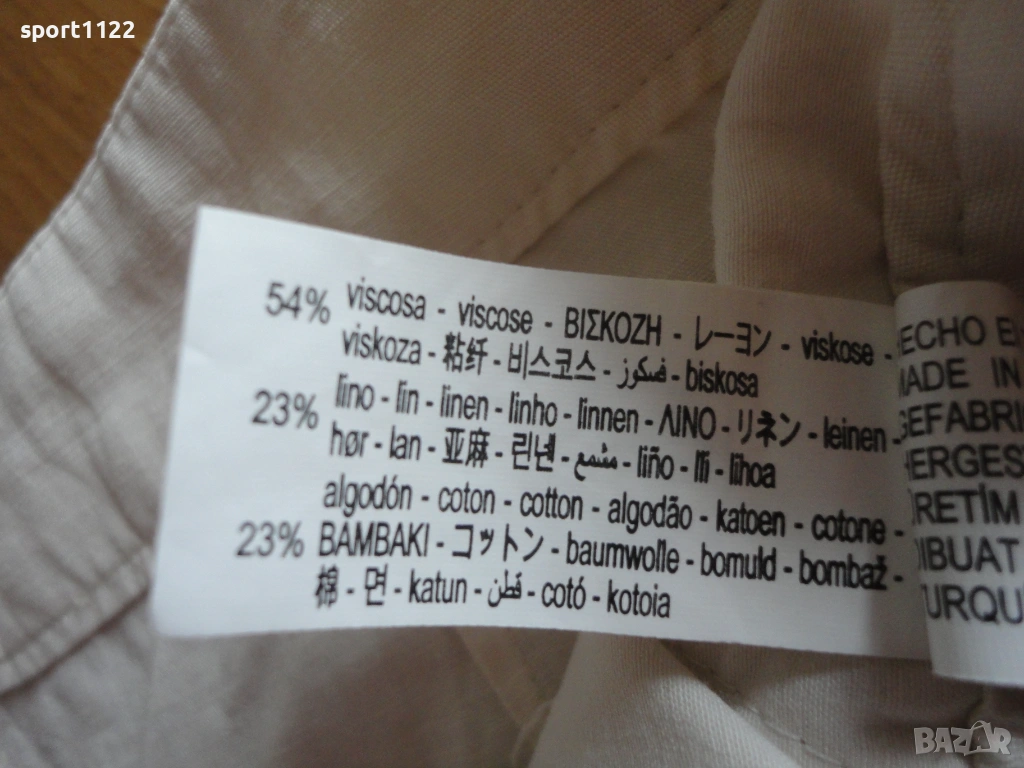 sport1122
54% viscosa - viscose - ΒΙΣΚΟΖΗ - レーヨン - viskose -
viskoza - 粘纤 - 비스코스 - فسكوز - biskosa
23% lino - lin - linen - linho - linnen - ΛΙΝΟ - リネン - leinen -
hør - lan - 亚麻 - 린넨 - مشمع - liño - lli - lihoa
algodón - coton - cotton - algodão - katoen - cotone -
23% ΒΑΜΒΑΚΙ - コットン - baumwolle - bomuld - bombaž -
棉 - 면 - katun - قطن - cotó - kotoia
MADE IN
ÜRETİM
BAZAR